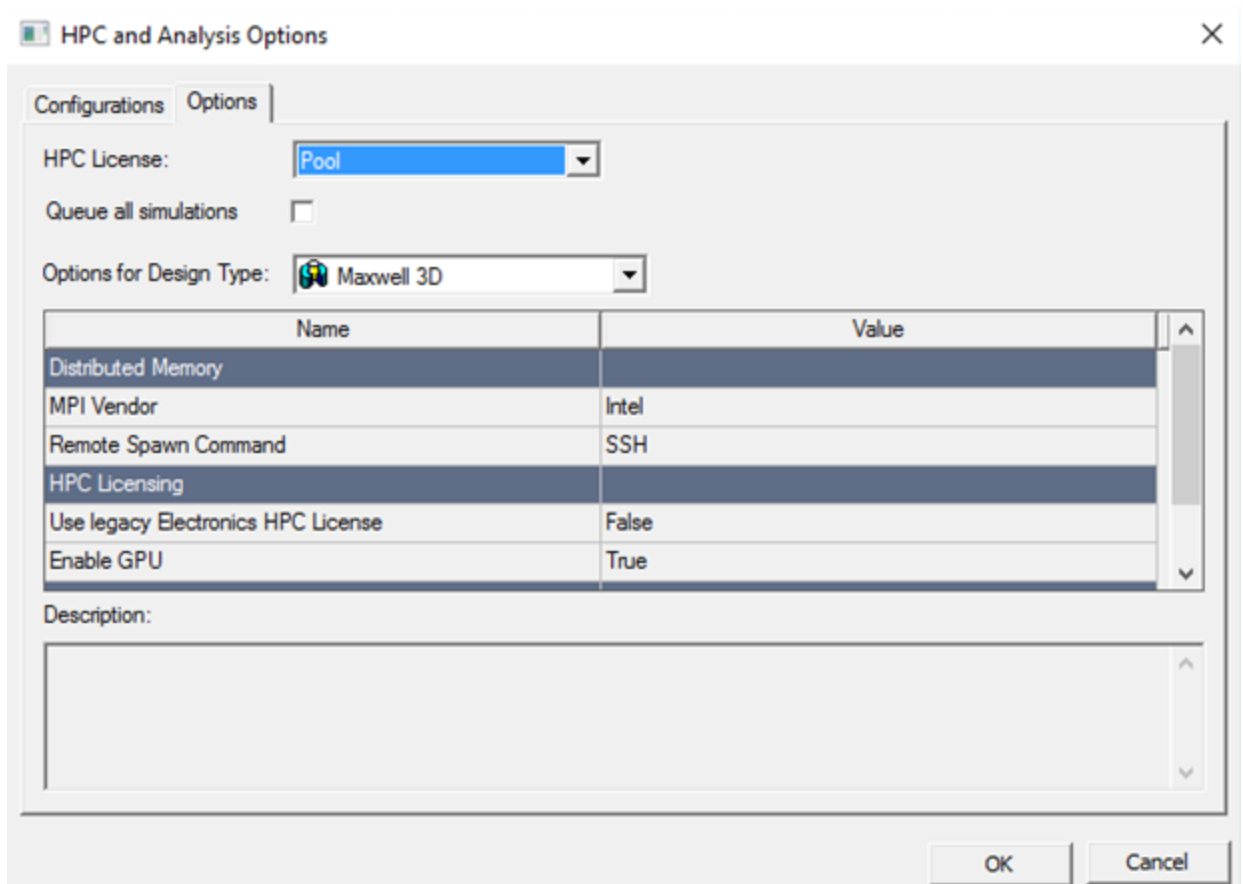 HPC and Analysis Options
Configurations Options
HPC License: Pool
Queue all simulations
Options for Design Type: Maxwell 3D
Name Value
Distributed Memory
MPI Vendor Intel
Remote Spawn Command SSH
HPC Licensing
Use legacy Electronics HPC License False
Enable GPU True
Description:
OK Cancel